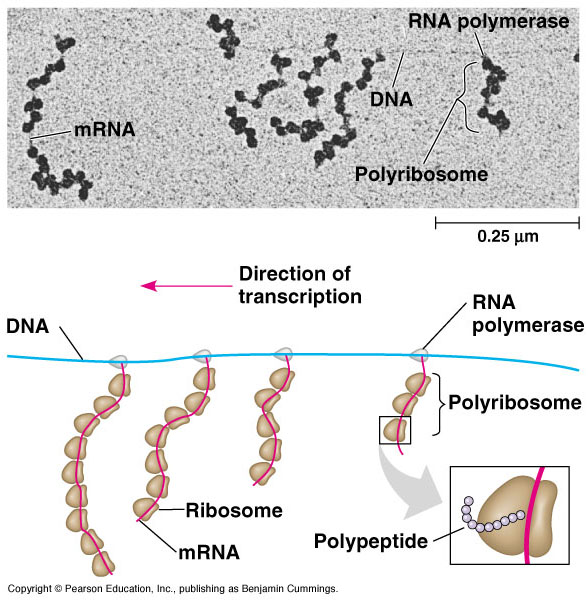 RNA polymerase
DNA
mRNA
Polyribosome
0.25 μm
Direction of
transcription
RNA
polymerase
DNA
Polyribosome
Ribosome
mRNA
Polypeptide
Copyright © Pearson Education, Inc., publishing as Benjamin Cummings.